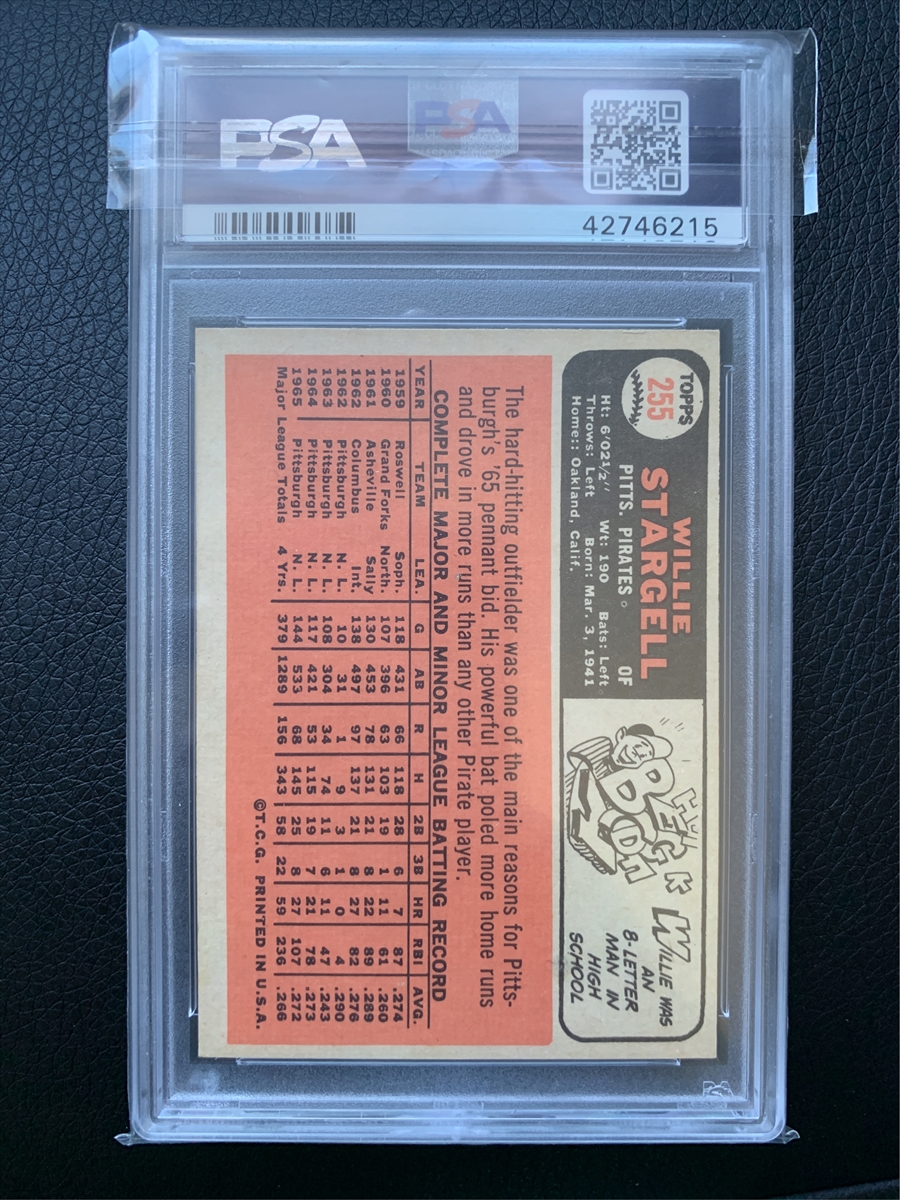 PSA
PSA
42746215
TOPPS
255
WILLIE
STARGELL
PITTS. PIRATES OF
Ht: 6'02½" Wt: 190 Bats: Left
Throws: Left Born: Mar. 3, 1941
Home:: Oakland, Calif.
WILLIE WAS
AN
8-LETTER
MAN IN
HIGH
SCHOOL
The hard-hitting outfielder was one of the main reasons for Pitts-
burgh's '65 pennant bid. His powerful bat poled more home runs
and drove in more runs than any other Pirate player.
COMPLETE MAJOR AND MINOR LEAGUE BATTING RECORD
YEAR TEAM LEA. G AB R H 2B 3B HR RBI AVG.
1959 Roswell Soph. 118 431 66 118 28 6 7 87 .274
1960 Grand Forks North. 107 396 63 103 19 1 11 61 .260
1961 Asheville Sally 130 453 78 131 21 8 22 89 .289
1962 Columbus Int. 138 497 97 137 21 8 27 82 .276
1962 Pittsburgh N. L. 10 31 1 9 3 1 0 4 .290
1963 Pittsburgh N. L. 108 304 34 74 11 6 11 47 .243
1964 Pittsburgh N. L. 117 421 53 115 19 7 21 78 .273
1965 Pittsburgh N. L. 144 533 68 145 25 8 27 107 .272
Major League Totals 4 Yrs. 379 1289 156 343 58 22 59 236 .266
©T.C.G. PRINTED IN U.S.A.